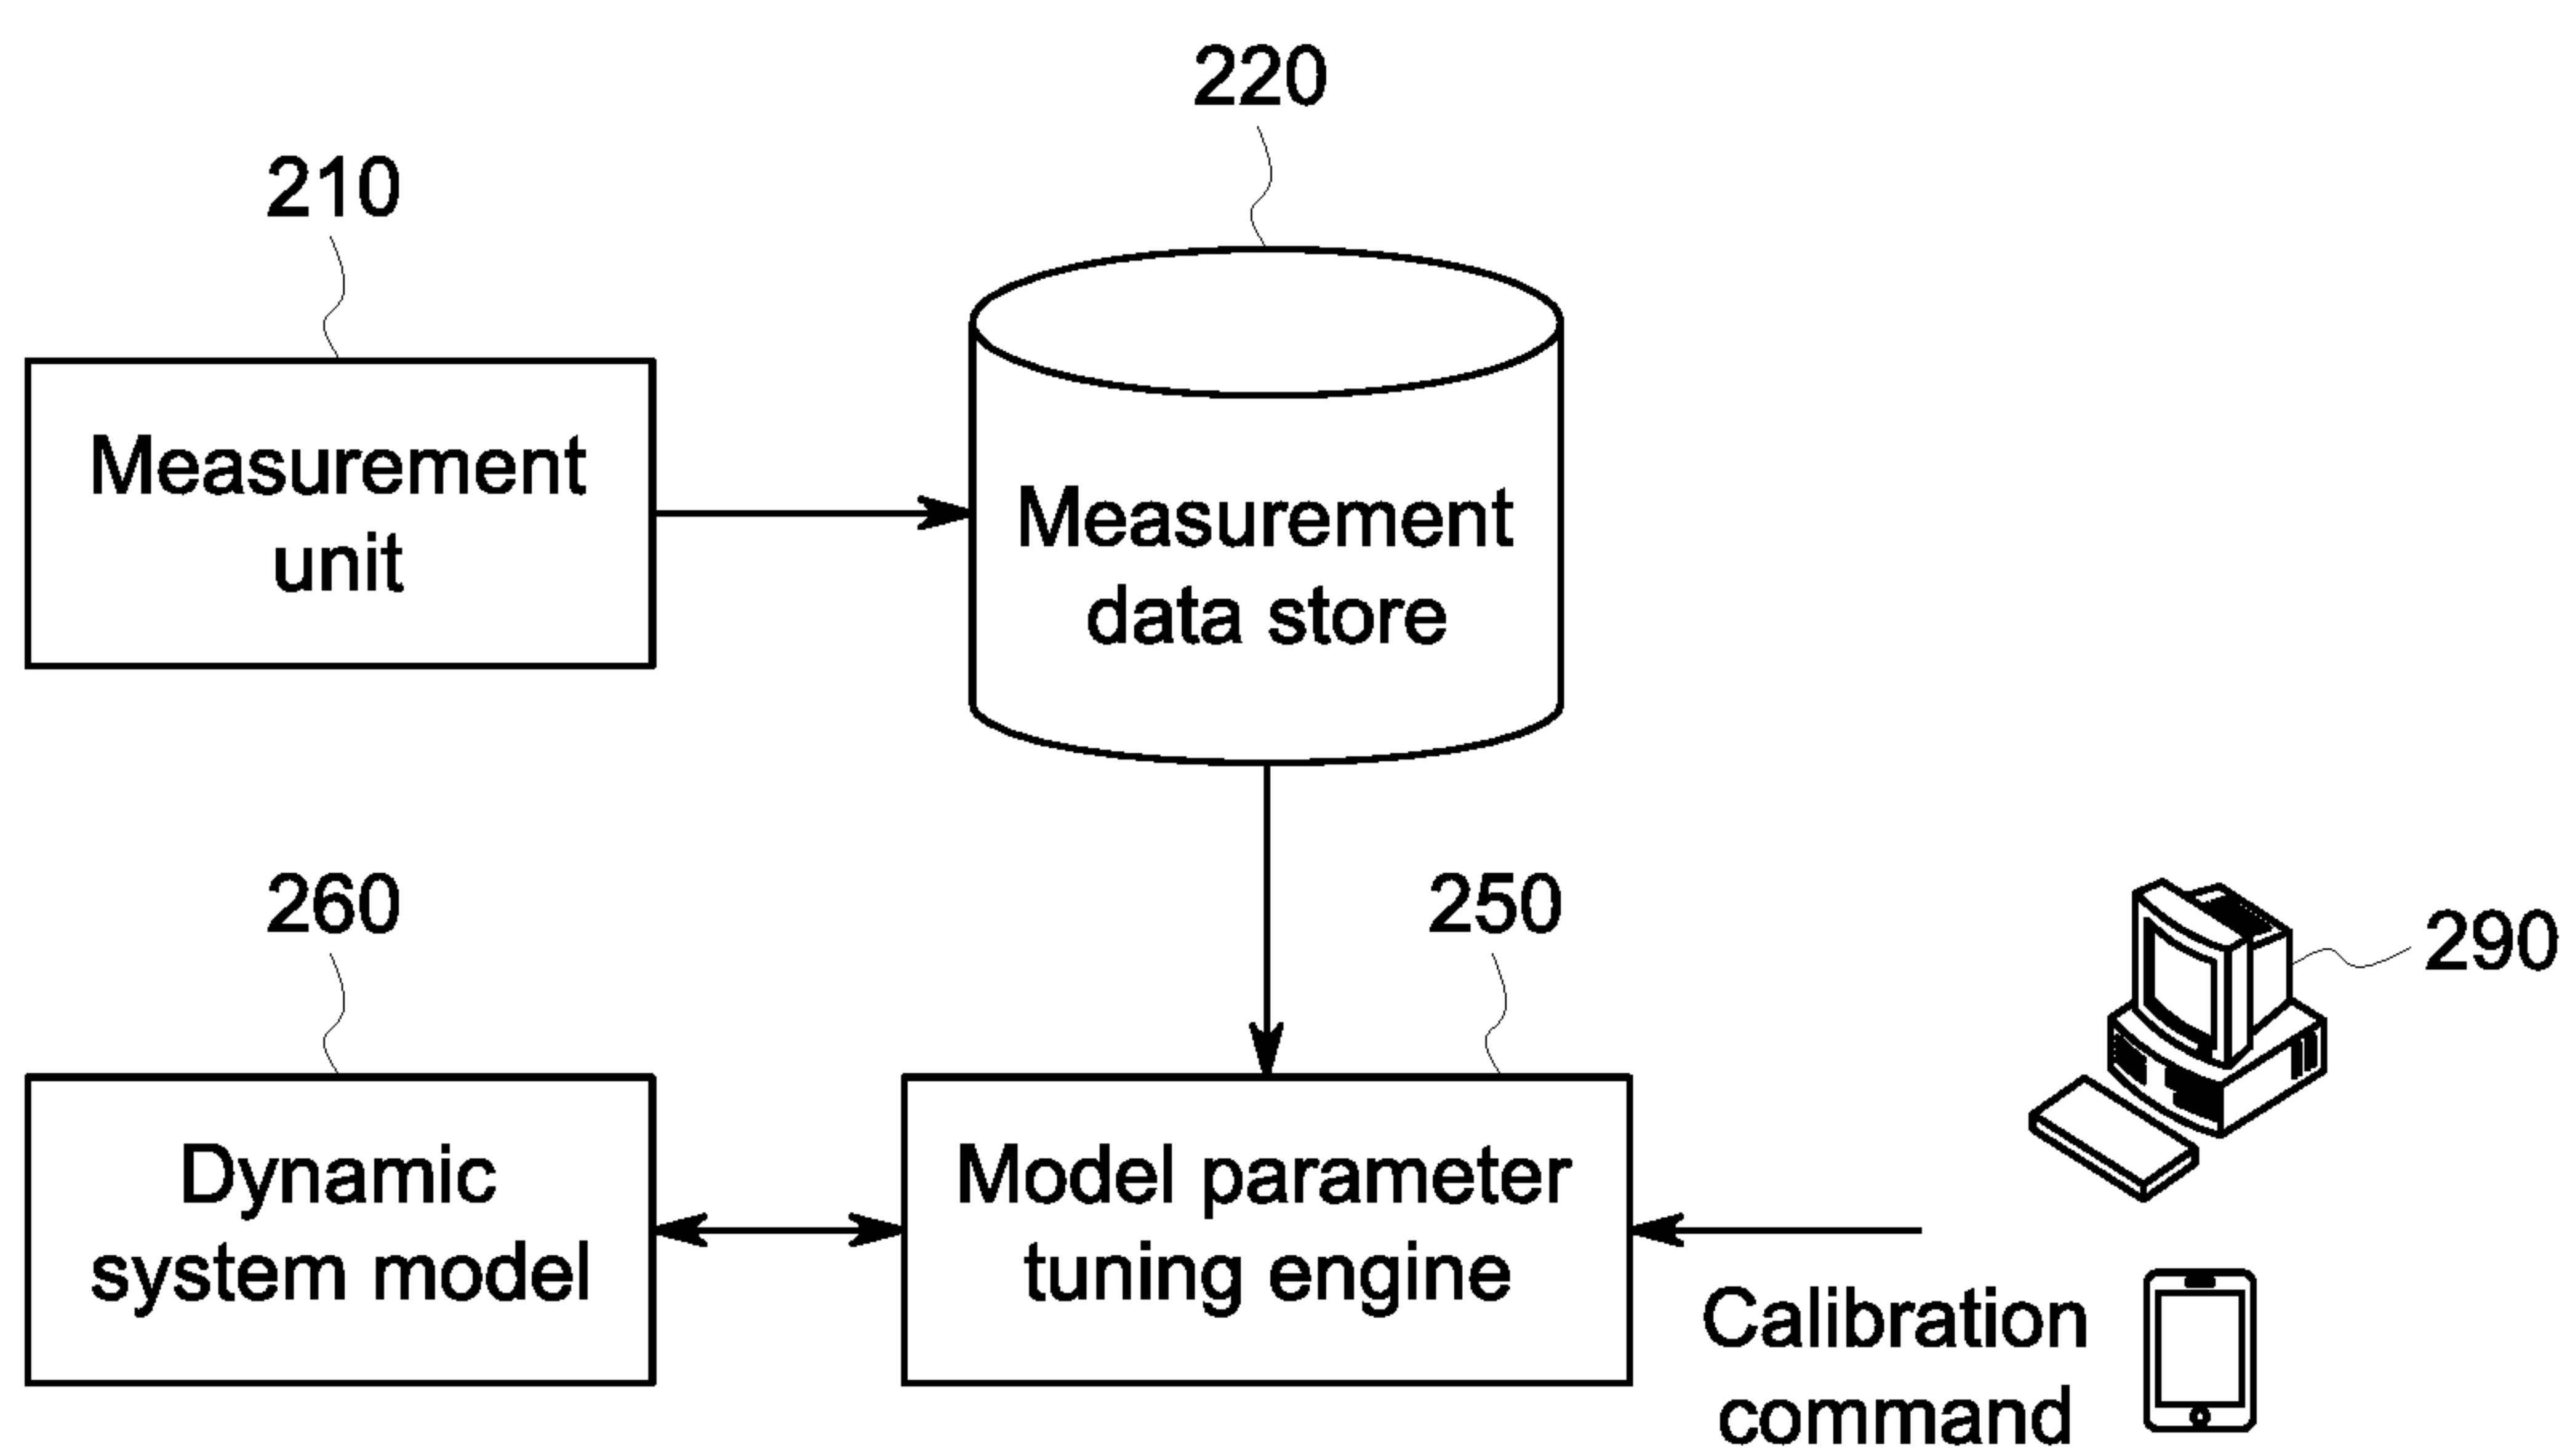 220
210
Measurement
unit
Measurement
data store
260
250
290
Dynamic
system model
Model parameter
tuning engine
Calibration
command